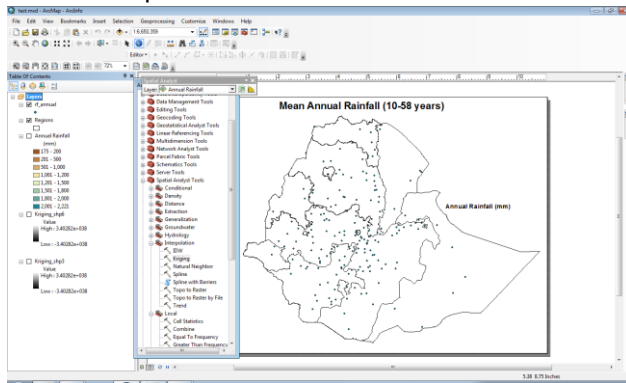 test.mxd - ArcMap - ArcInfo
File Edit View Bookmarks Insert Selection Geoprocessing Customize Windows Help
Editor
72%
Table Of Contents
Layers
rf_annual
Regions
Annual Rainfall
(mm)
175 - 200
201 - 500
501 - 1,000
1,001 - 1,200
1,201 - 1,500
1,501 - 1,800
1,801 - 2,000
2,001 - 2,221
Kriging_shp6
Value
High : 3.40282e+038
Low : -3.40282e+038
Kriging_shp3
Value
High : 3.40282e+038
Low : -3.40282e+038
Spatial Analyst
Layer: Annual Rainfall
Data Management Tools
Editing Tools
Geocoding Tools
Geostatistical Analyst Tools
Linear Referencing Tools
Multidimension Tools
Network Analyst Tools
Parcel Fabric Tools
Schematics Tools
Server Tools
Spatial Analyst Tools
Conditional
Density
Distance
Extraction
Generalization
Groundwater
Hydrology
Interpolation
IDW
Kriging
Natural Neighbor
Spline
Spline with Barriers
Topo to Raster
Topo to Raster by File
Trend
Local
Cell Statistics
Combine
Equal To Frequency
Greater Than Frequency
Mean Annual Rainfall (10-58 years)
Annual Rainfall (mm)
5.38 8.75 Inches